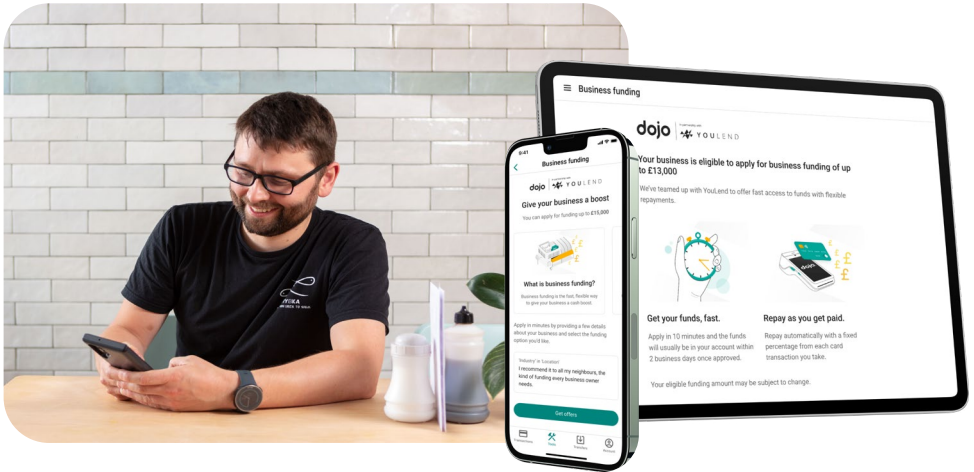 Business funding
dojo
YOULEND
Your business is eligible to apply for business funding of up
to £13,000
We've teamed up with YouLend to offer fast access to funds with flexible
repayments.
Get your funds, fast.
Apply in 10 minutes and the funds
will usually be in your account within
2 business days once approved.
dojo
Repay as you get paid.
Repay automatically with a fixed
percentage from each card
transaction you take.
Your eligible funding amount may be subject to change.
9:41
Business funding
dojo
YOULEND
Give your business a boost
You can apply for funding up to £15,000
What is business funding?
Business funding is the fast, flexible way
to give your business a cash boost.
Apply in minutes by providing a few details
about your business and select the funding
option you'd like.
'Industry' in 'Location'
I recommend it to all my neighbours, the
kind of funding every business owner
needs.
Get offers